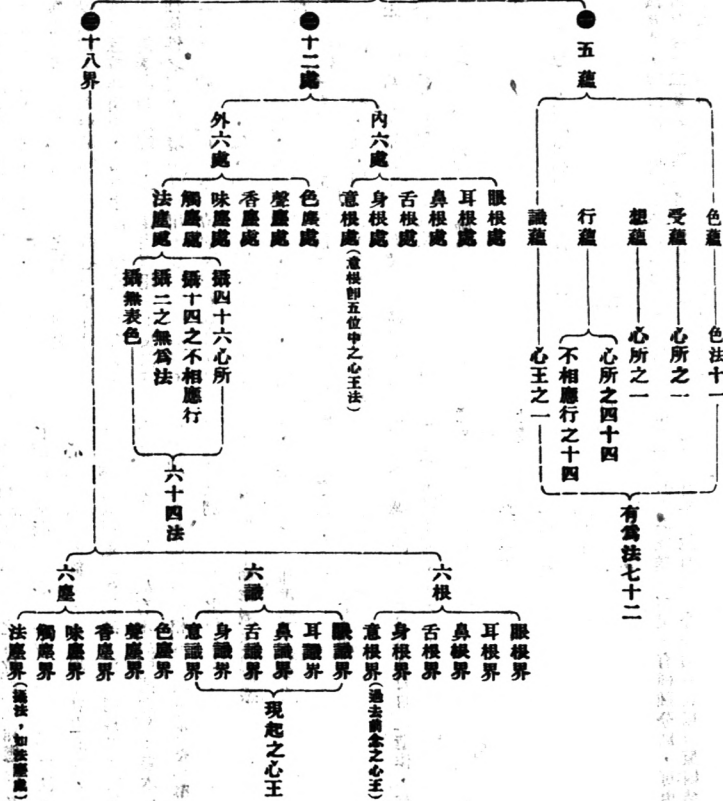 一 五蘊
色蘊 色法十一
受蘊 心所之一
想蘊 心所之一
行蘊 心所之四十四
不相應行之十四
識蘊 心王之一
有為法七十二
二 十二處
內六處
眼根處
耳根處
鼻根處
舌根處
身根處
意根處（意根卽五位中之心王法）
外六處
色塵處
聲塵處
香塵處
味塵處
觸塵處
法塵處
攝四十六心所
攝十四之不相應行
攝二之無為法
攝無表色
六十四法
三 十八界
六根
眼根界
耳根界
鼻根界
舌根界
身根界
意根界（過去前念之心王）
六識
眼識界
耳識界
鼻識界
舌識界
身識界
意識界
現起之心王
六塵
色塵界
聲塵界
香塵界
味塵界
觸塵界
法塵界（攝法，如法塵處）